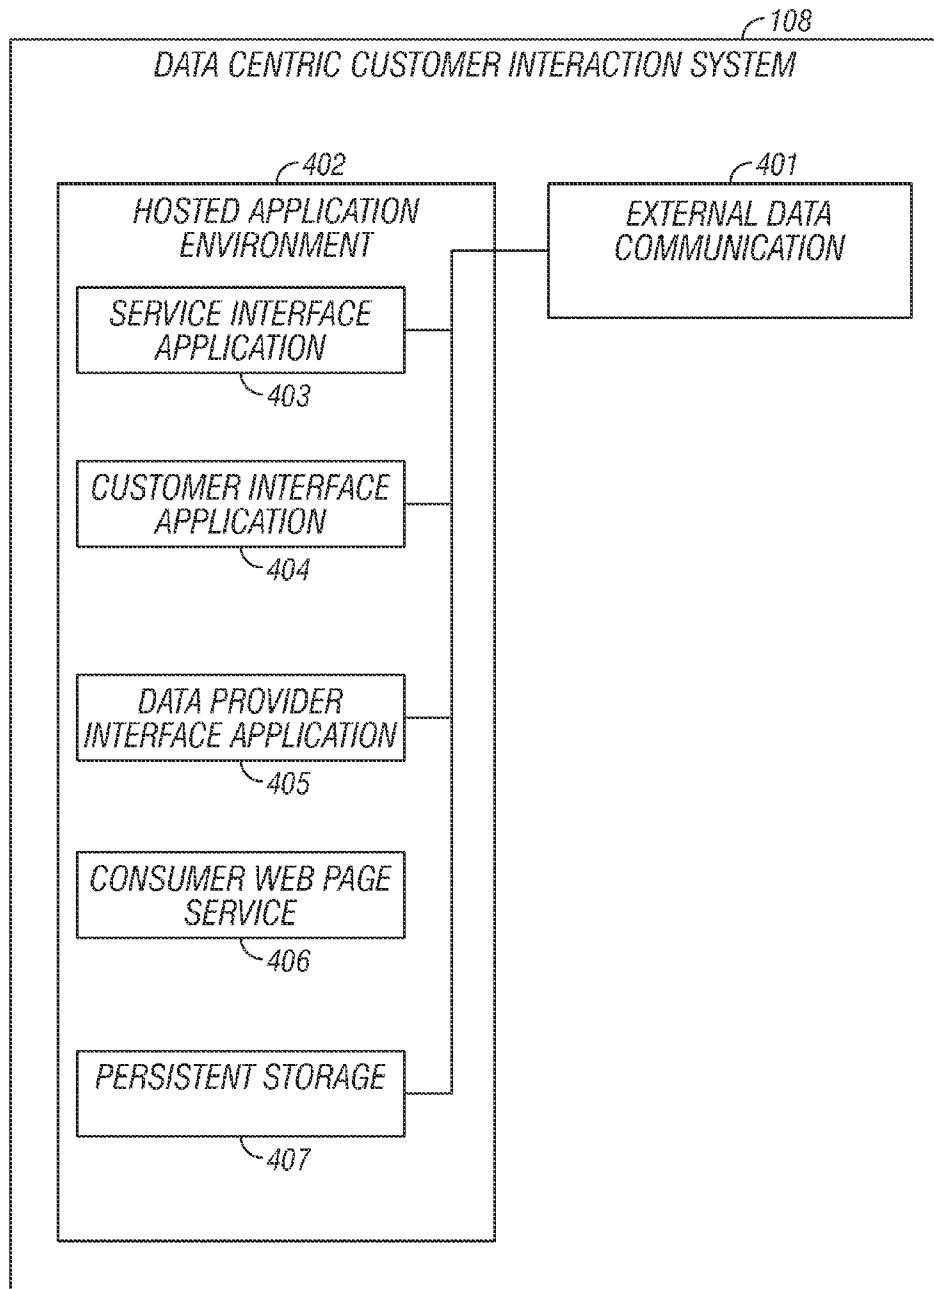 108
DATA CENTRIC CUSTOMER INTERACTION SYSTEM
402
HOSTED APPLICATION
ENVIRONMENT
401
EXTERNAL DATA
COMMUNICATION
SERVICE INTERFACE
APPLICATION
403
CUSTOMER INTERFACE
APPLICATION
404
DATA PROVIDER
INTERFACE APPLICATION
405
CONSUMER WEB PAGE
SERVICE
406
PERSISTENT STORAGE
407